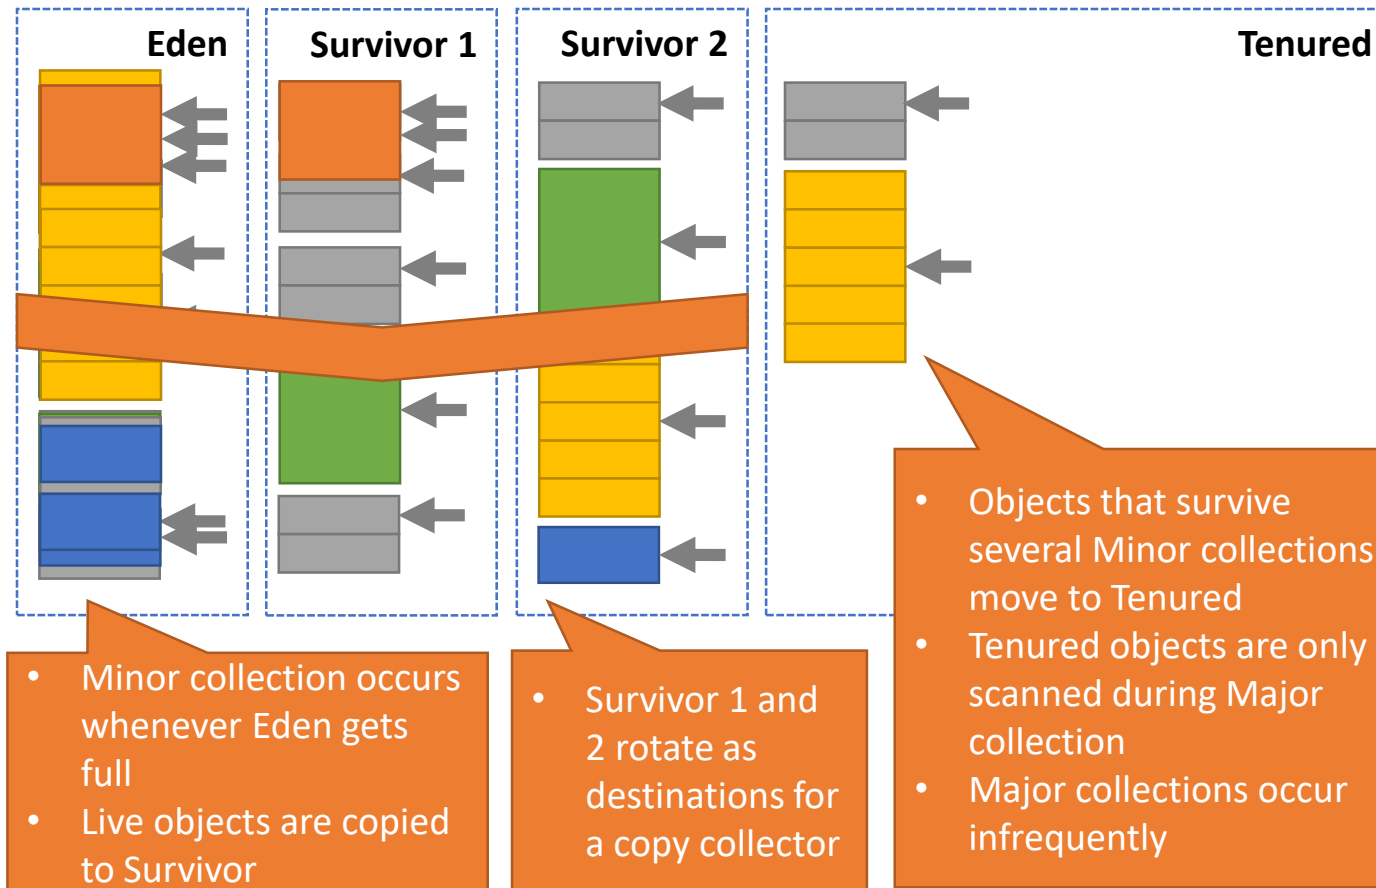 Eden
Survivor 1
Survivor 2
Tenured
• Minor collection occurs
whenever Eden gets
full
• Live objects are copied
to Survivor
• Survivor 1 and
2 rotate as
destinations for
a copy collector
• Objects that survive
several Minor collections
move to Tenured
• Tenured objects are only
scanned during Major
collection
• Major collections occur
infrequently